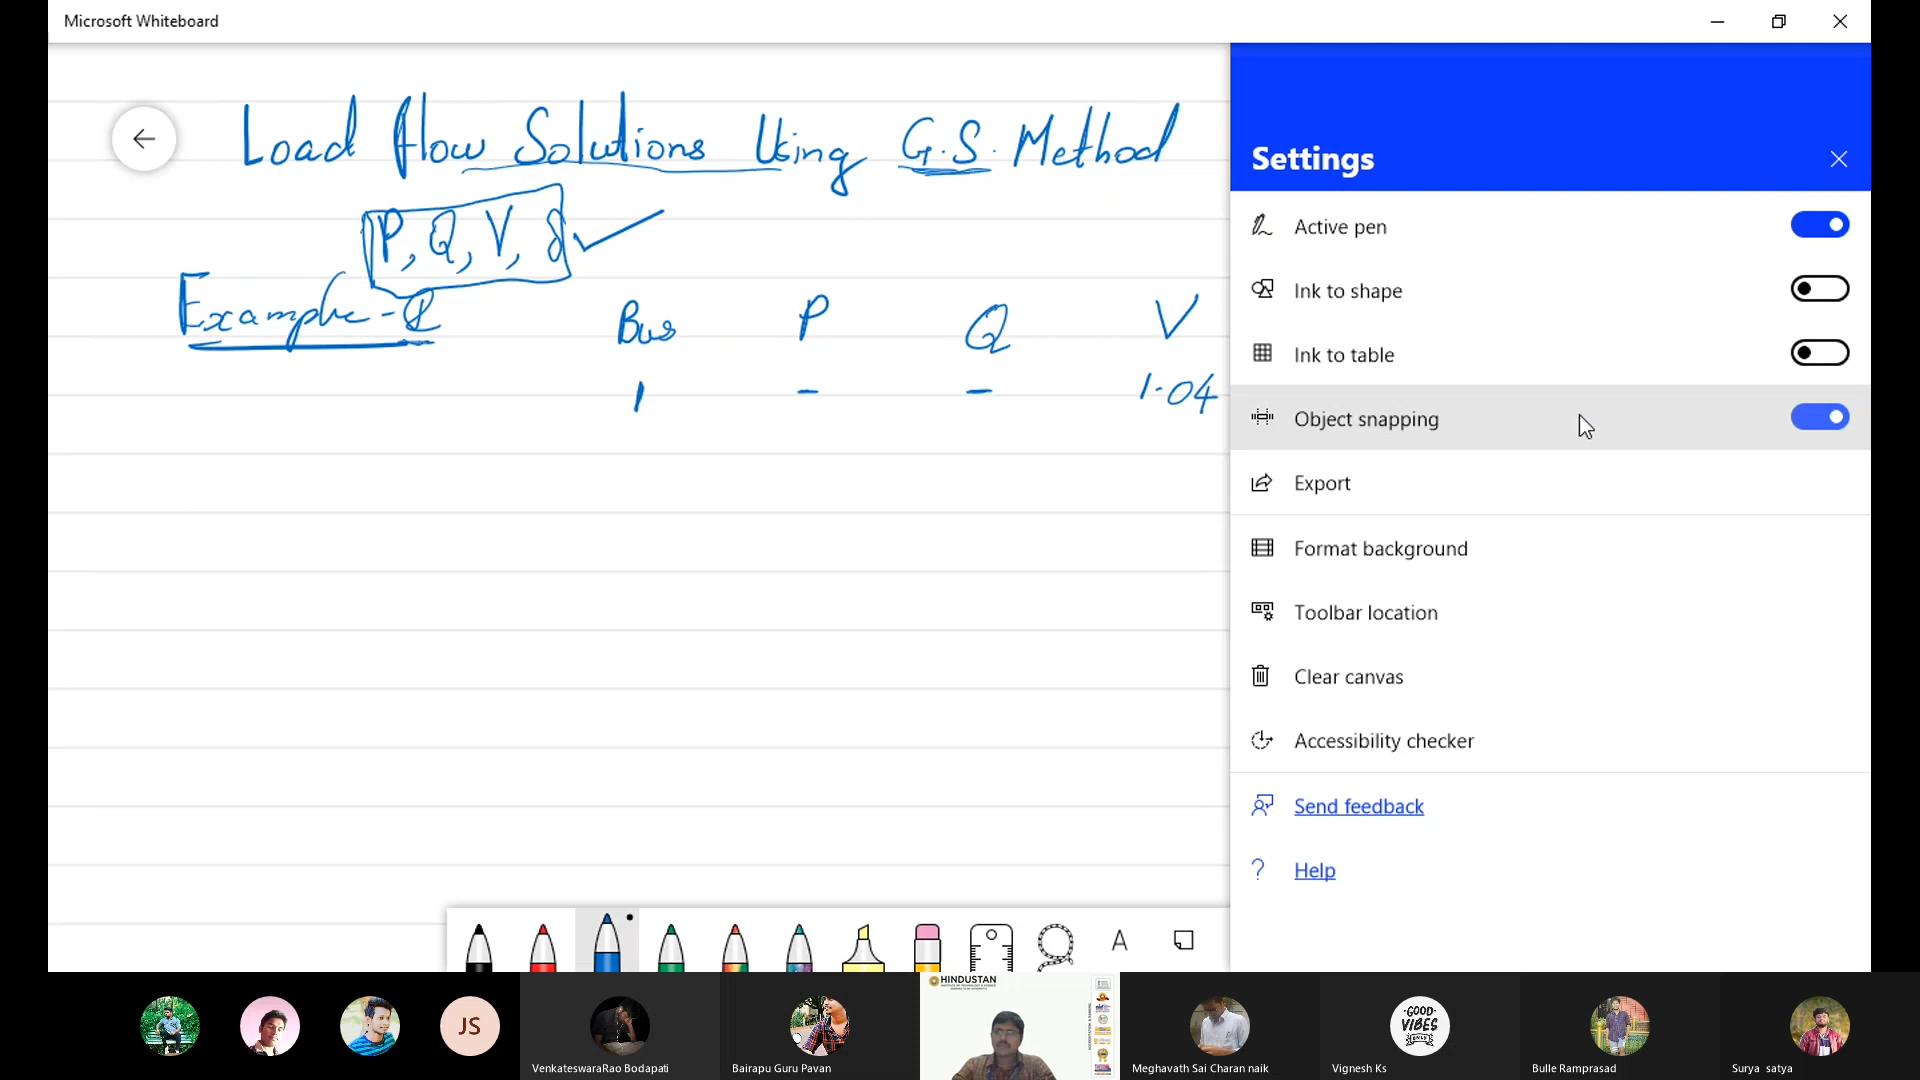 Microsoft Whiteboard
Load flow Solutions Using G.S. Method
P, Q, V, δ
Example-1
Bus P Q V
1 - - 1.04
Settings
Active pen
Ink to shape
Ink to table
Object snapping
Export
Format background
Toolbar location
Clear canvas
Accessibility checker
Send feedback
? Help
A
HINDUSTAN
JS
GOOD
VIBES
ONLY
VenkateswaraRao Bodapati
Bairapu Guru Pavan
Meghavath Sai Charan naik
Vignesh Ks
Bulle Ramprasad
Surya satya